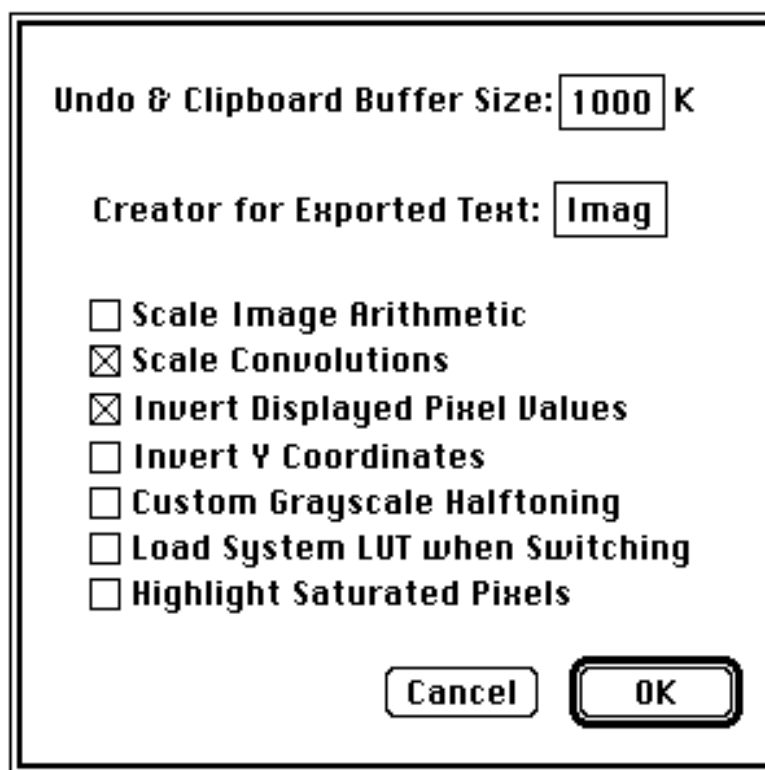 Undo & Clipboard Buffer Size: 1000 K
Creator for Exported Text: Imag
Scale Image Arithmetic
Scale Convolutions
Invert Displayed Pixel Values
Invert Y Coordinates
Custom Grayscale Halftoning
Load System LUT when Switching
Highlight Saturated Pixels
Cancel OK